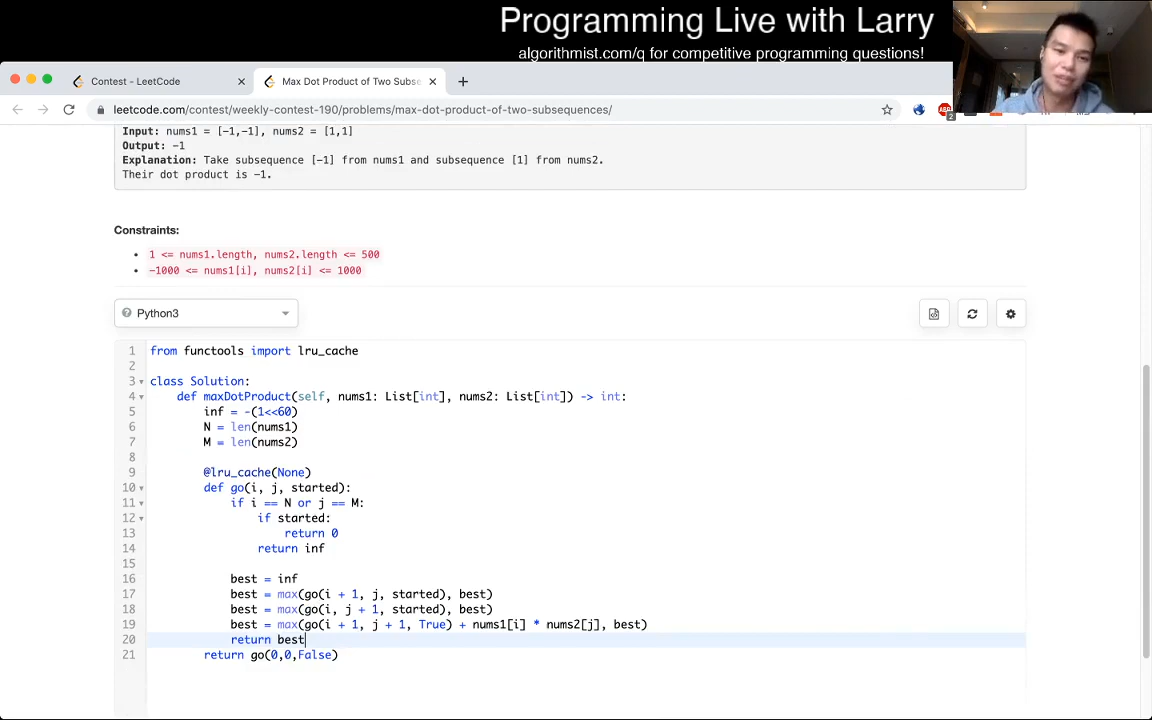 Programming Live with Larry
algorithmist.com/q for competitive programming questions!
Contest - LeetCode
Max Dot Product of Two Subse
leetcode.com/contest/weekly-contest-190/problems/max-dot-product-of-two-subsequences/
Input: nums1 = [-1,-1], nums2 = [1,1]
Output: -1
Explanation: Take subsequence [-1] from nums1 and subsequence [1] from nums2.
Their dot product is -1.
Constraints:
1 <= nums1.length, nums2.length <= 500
-1000 <= nums1[i], nums2[i] <= 1000
Python3
1 from functools import lru_cache
2
3 class Solution:
4 def maxDotProduct(self, nums1: List[int], nums2: List[int]) -> int:
5 inf = -(1<<60)
6 N = len(nums1)
7 M = len(nums2)
8
9 @lru_cache(None)
10 def go(i, j, started):
11 if i == N or j == M:
12 if started:
13 return 0
14 return inf
15
16 best = inf
17 best = max(go(i + 1, j, started), best)
18 best = max(go(i, j + 1, started), best)
19 best = max(go(i + 1, j + 1, True) + nums1[i] * nums2[j], best)
20 return best
21 return go(0,0,False)